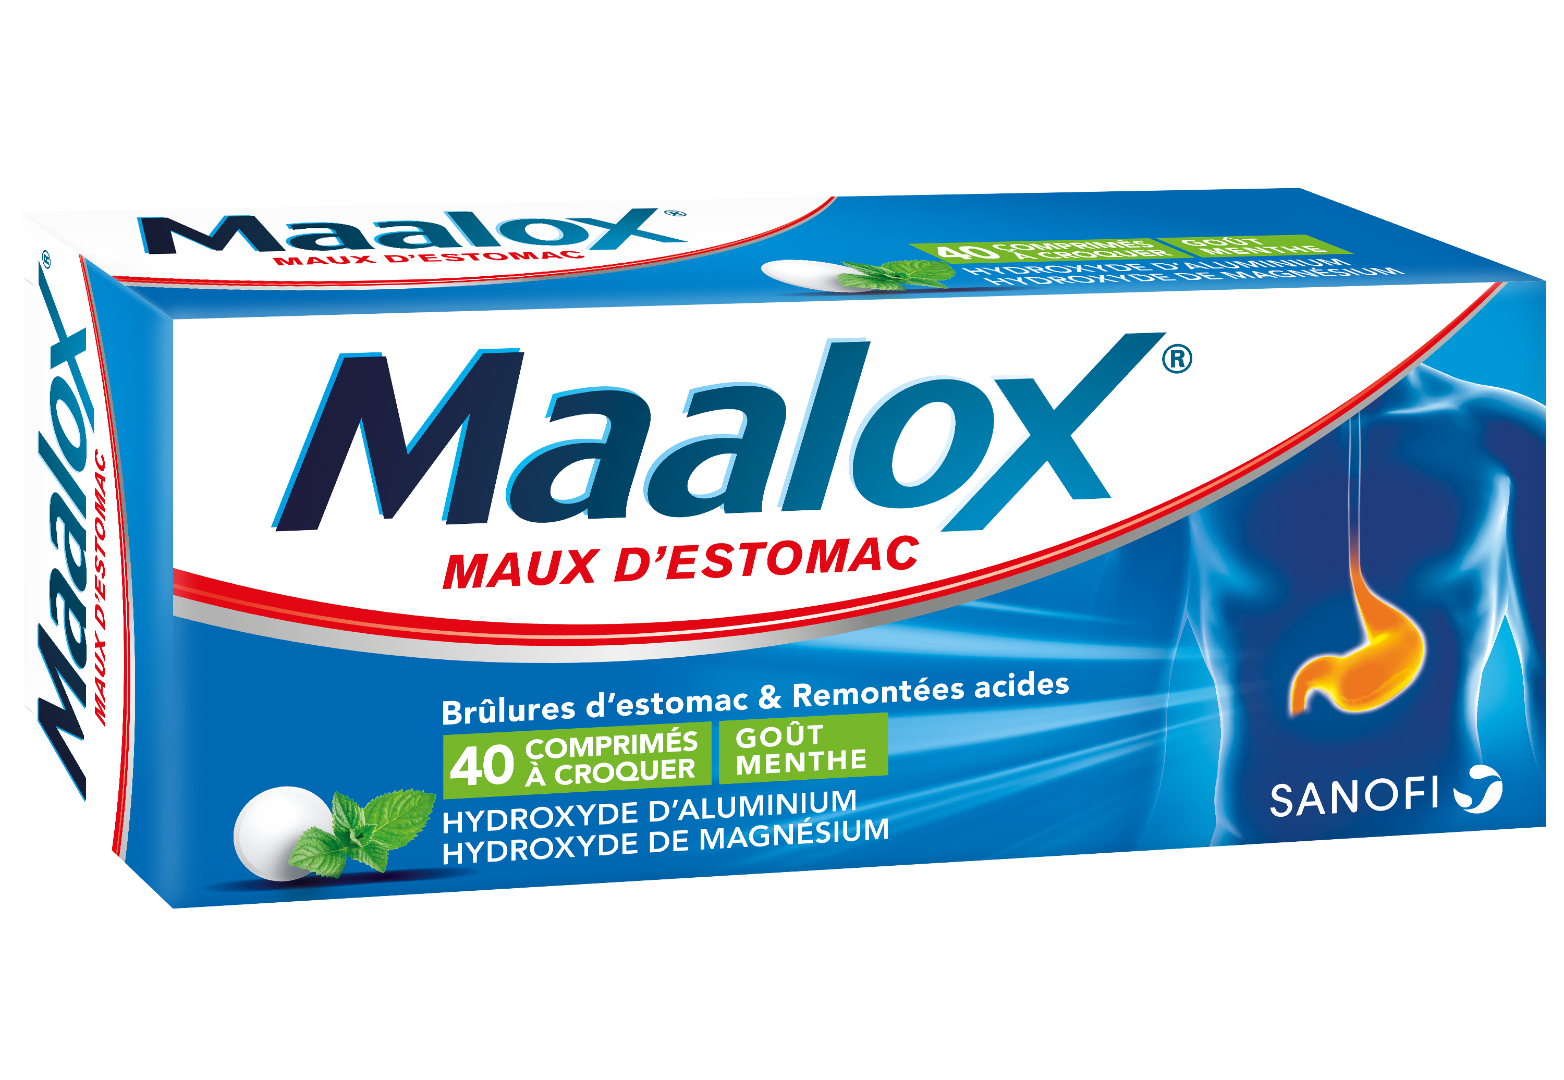 Maalox®
MAUX D'ESTOMAC
40 COMPRIMÉS
À CROQUER
GOÛT
MENTHE
HYDROXYDE D'ALUMINIUM
HYDROXYDE DE MAGNÉSIUM
Maalox®
MAUX D'ESTOMAC
Maalox®
MAUX D'ESTOMAC
Brûlures d'estomac & Remontées acides
40 COMPRIMÉS
À CROQUER
GOÛT
MENTHE
HYDROXYDE D'ALUMINIUM
HYDROXYDE DE MAGNÉSIUM
SANOFI